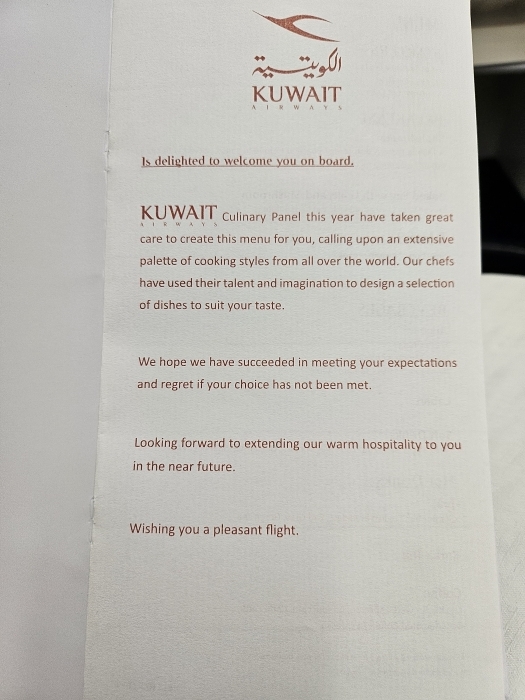 الكويتية
KUWAIT
AIRWAYS
Is delighted to welcome you on board.
KUWAIT AIRWAYS Culinary Panel this year have taken great
care to create this menu for you, calling upon an extensive
palette of cooking styles from all over the world. Our chefs
have used their talent and imagination to design a selection
of dishes to suit your taste.
We hope we have succeeded in meeting your expectations
and regret if your choice has not been met.
Looking forward to extending our warm hospitality to you
in the near future.
Wishing you a pleasant flight.